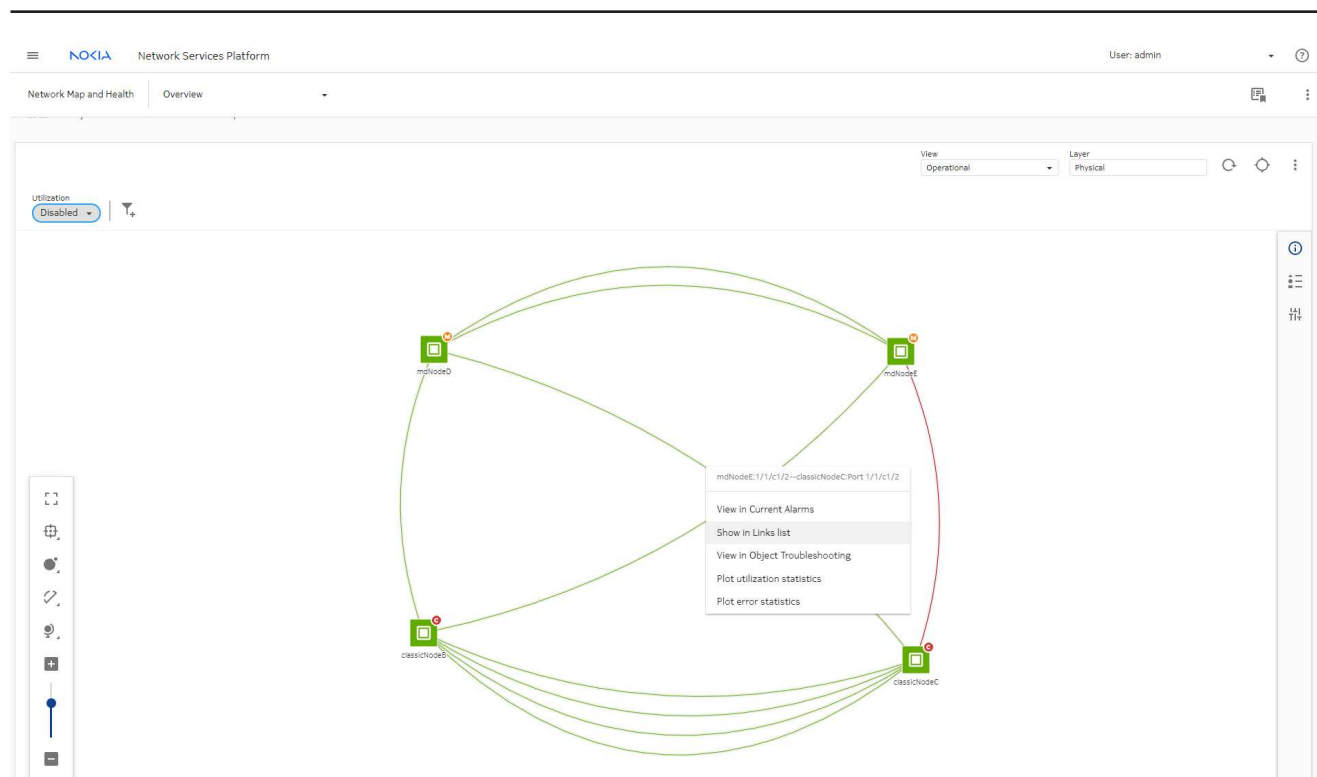 NOKIA Network Services Platform
User: admin
Network Map and Health Overview
View
Operational
Layer
Physical
Utilization
Disabled
M
mdNodeD
M
mdNodeE
mdNodeE:1/1/c1/2--classicNodeC:Port 1/1/c1/2
View in Current Alarms
Show in Links list
View in Object Troubleshooting
Plot utilization statistics
Plot error statistics
C
classicNodeB
C
classicNodeC